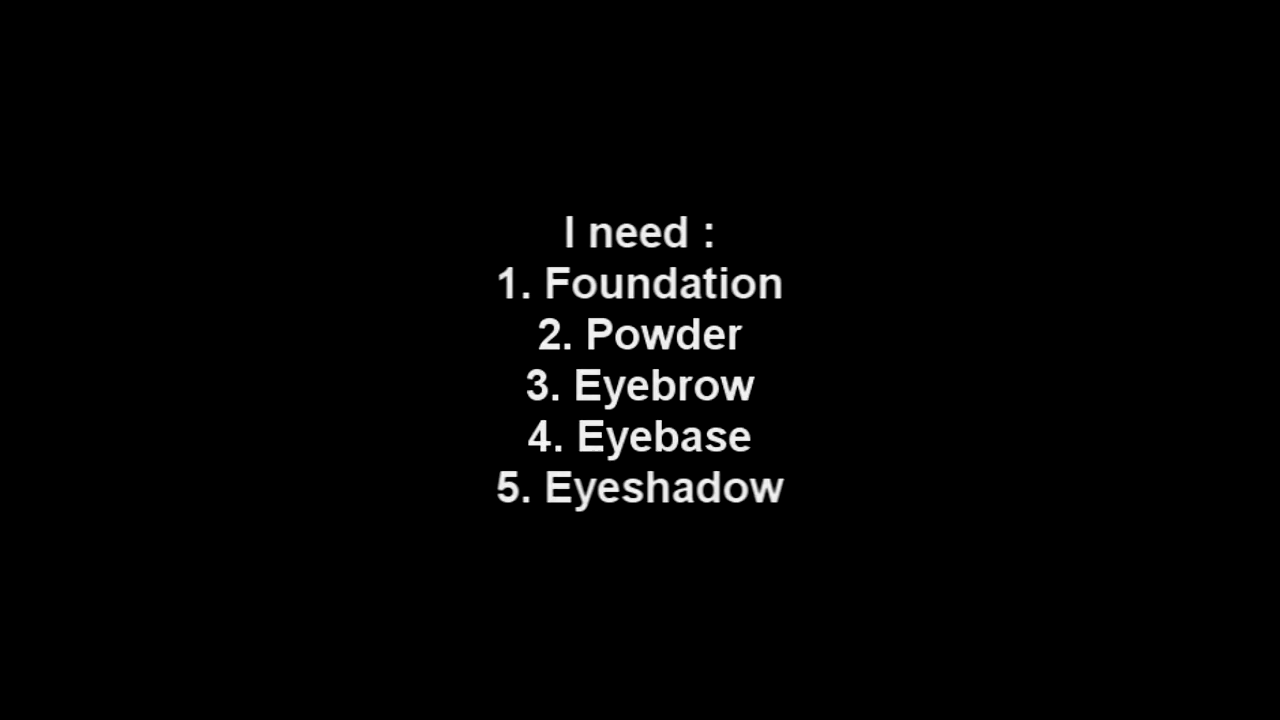 I need :
1. Foundation
2. Powder
3. Eyebrow
4. Eyebase
5. Eyeshadow